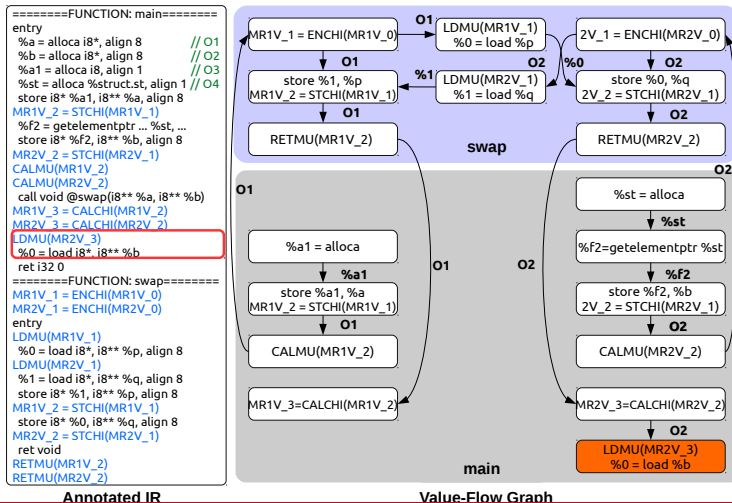 ========FUNCTION: main========
entry
%a = alloca i8*, align 8 // O1
%b = alloca i8*, align 8 // O2
%a1 = alloca i8, align 1 // O3
%st = alloca %struct.st, align 1 // O4
store i8* %a1, i8** %a, align 8
MR1V_2 = STCHI(MR1V_1)
%f2 = getelementptr ... %st, ...
store i8* %f2, i8** %b, align 8
MR2V_2 = STCHI(MR2V_1)
CALMU(MR1V_2)
CALMU(MR2V_2)
call void @swap(i8** %a, i8** %b)
MR1V_3 = CALCHI(MR1V_2)
MR2V_3 = CALCHI(MR2V_2)
LDMU(MR2V_3)
%0 = load i8*, i8** %b
ret i32 0
========FUNCTION: swap========
MR1V_1 = ENCHI(MR1V_0)
MR2V_1 = ENCHI(MR2V_0)
entry
LDMU(MR1V_1)
%0 = load i8*, i8** %p, align 8
LDMU(MR2V_1)
%1 = load i8*, i8** %q, align 8
store i8* %1, i8** %p, align 8
MR1V_2 = STCHI(MR1V_1)
store i8* %0, i8** %q, align 8
MR2V_2 = STCHI(MR2V_1)
ret void
RETMU(MR1V_2)
RETMU(MR2V_2)
Annotated IR
MR1V_1 = ENCHI(MR1V_0)
O1
LDMU(MR1V_1)
%0 = load %p
2V_1 = ENCHI(MR2V_0)
O1
O2
%0
O2
store %1, %p
MR1V_2 = STCHI(MR1V_1)
%1
LDMU(MR2V_1)
%1 = load %q
store %0, %q
2V_2 = STCHI(MR2V_1)
O1
O2
RETMU(MR1V_2)
swap
RETMU(MR2V_2)
O2
O1
%st = alloca
%st
%a1 = alloca
%f2=getelementptr %st
O1
O2
%a1
%f2
store %a1, %a
MR1V_2 = STCHI(MR1V_1)
store %f2, %b
2V_2 = STCHI(MR2V_1)
O1
O2
CALMU(MR1V_2)
CALMU(MR2V_2)
MR1V_3=CALCHI(MR1V_2)
MR2V_3=CALCHI(MR2V_2)
O2
LDMU(MR2V_3)
%0 = load %b
main
Value-Flow Graph